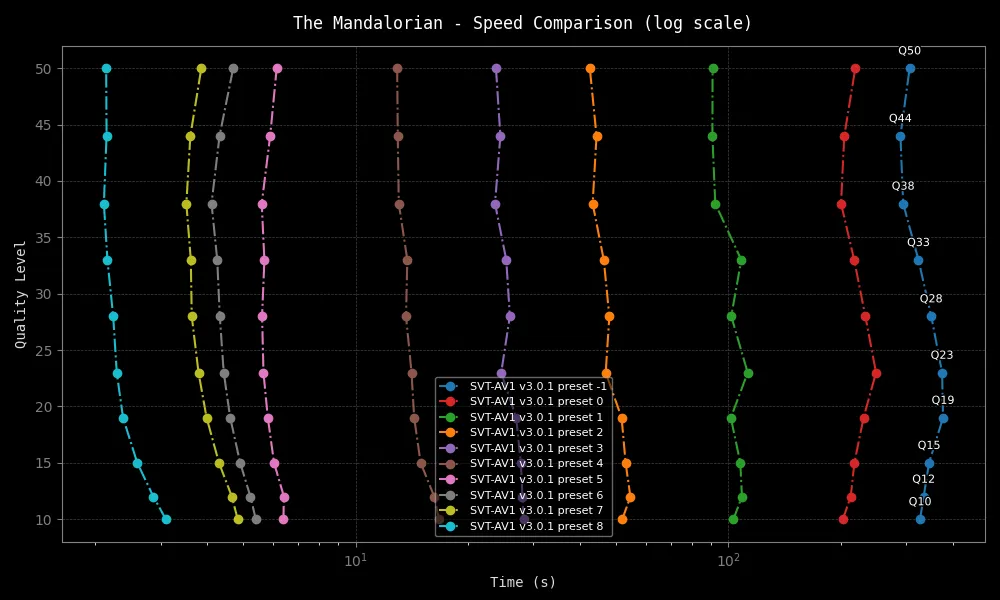 The Mandalorian - Speed Comparison (log scale)
Quality Level
50
45
40
35
30
25
20
15
10
Q50
Q44
Q38
Q33
Q28
Q23
Q19
Q15
Q12
Q10
SVT-AV1 v3.0.1 preset -1
SVT-AV1 v3.0.1 preset 0
SVT-AV1 v3.0.1 preset 1
SVT-AV1 v3.0.1 preset 2
SVT-AV1 v3.0.1 preset 3
SVT-AV1 v3.0.1 preset 4
SVT-AV1 v3.0.1 preset 5
SVT-AV1 v3.0.1 preset 6
SVT-AV1 v3.0.1 preset 7
SVT-AV1 v3.0.1 preset 8
10¹ 10²
Time (s)